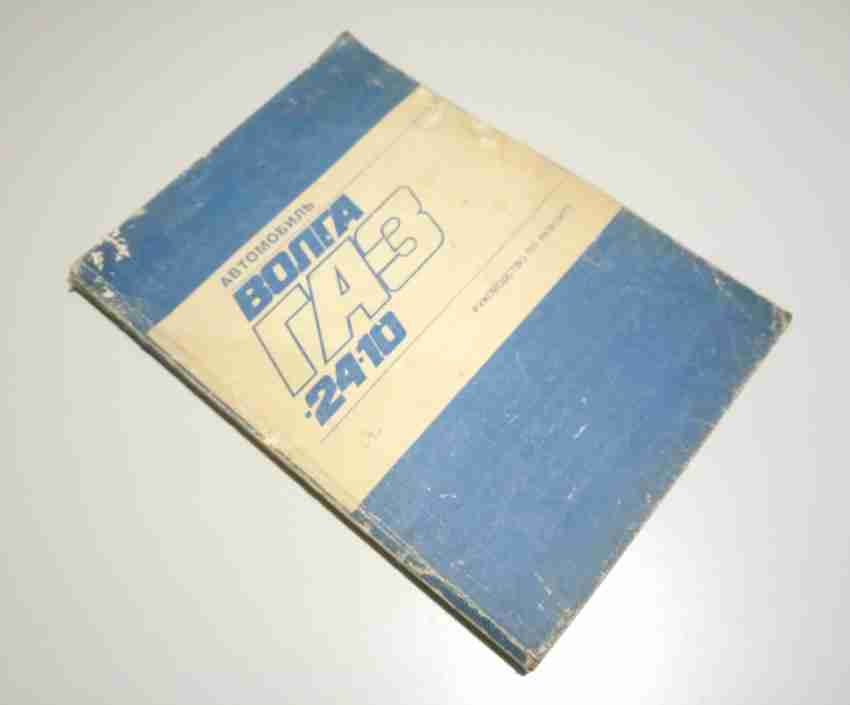 АВТОМОБИЛЬ
ВОЛГА
ГАЗ
-24-10
РУКОВОДСТВО ПО РЕМОНТУ